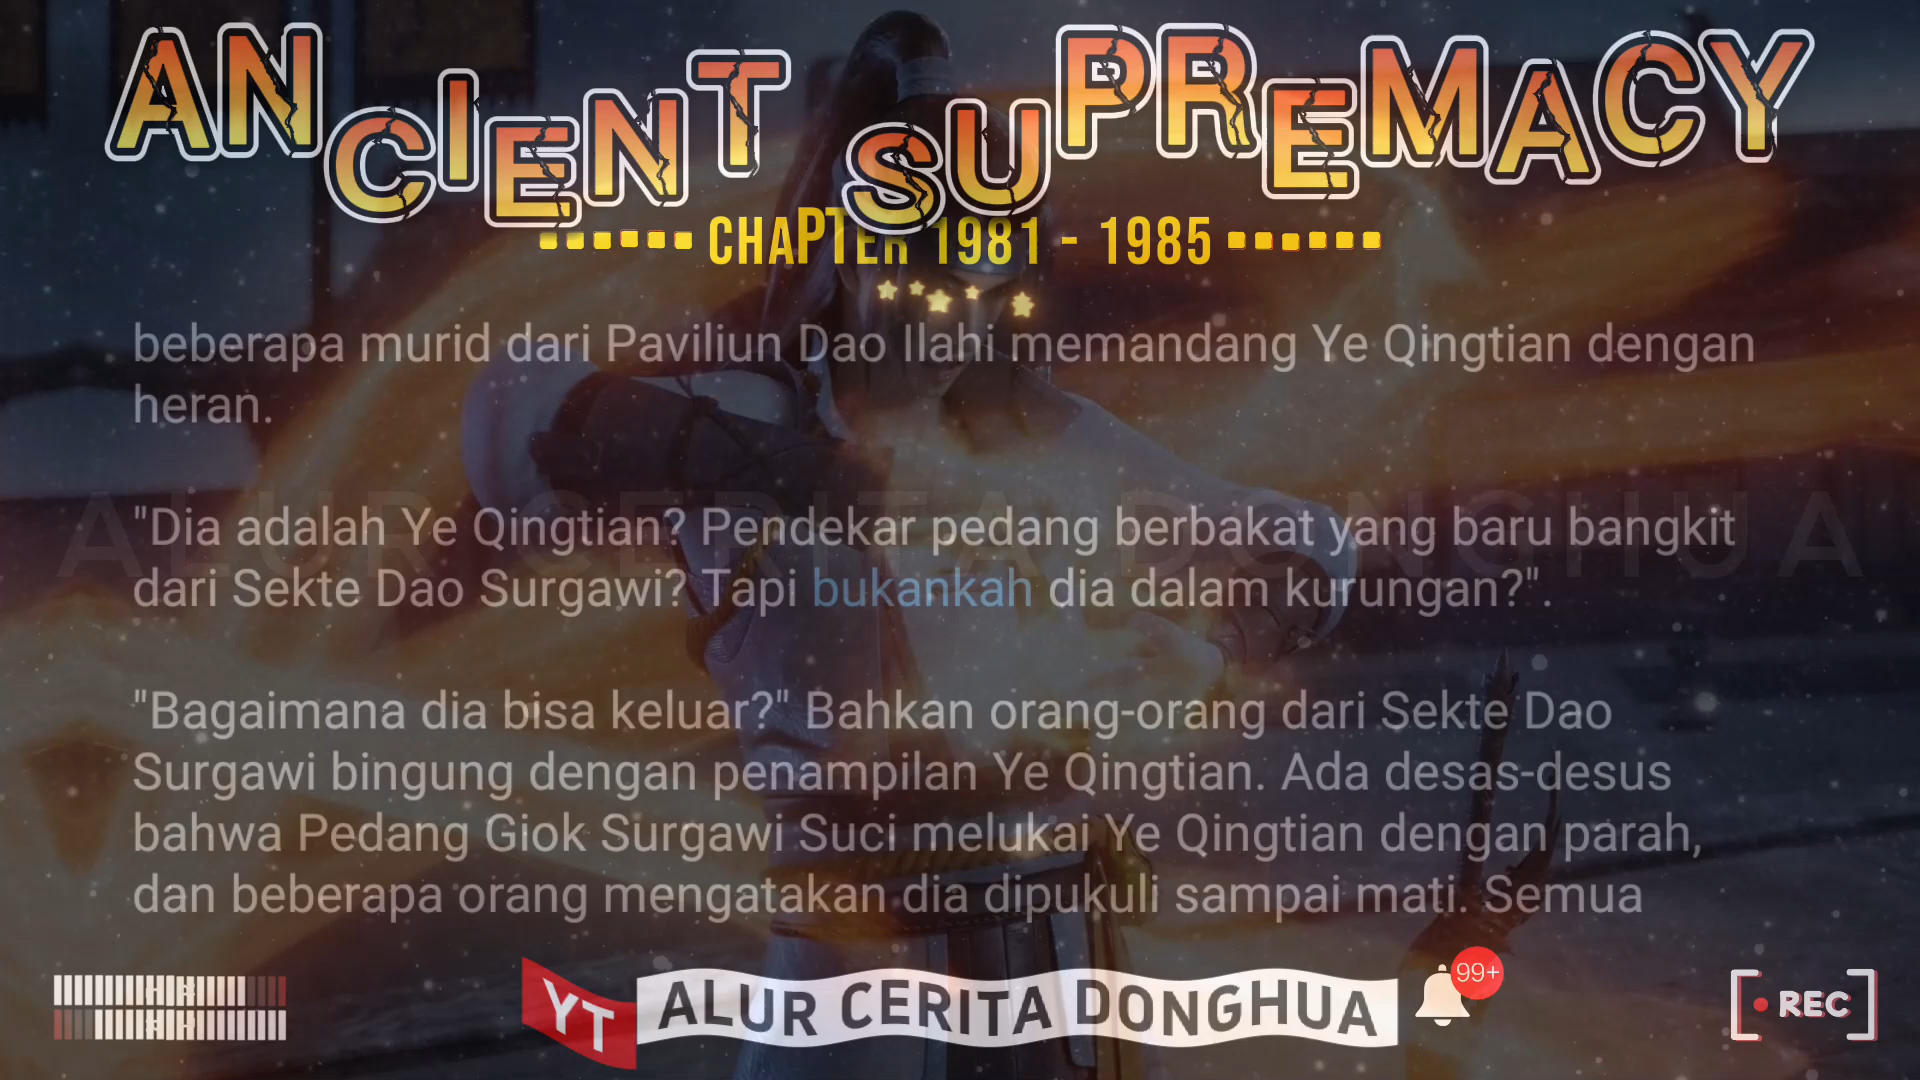 ANCIENT SUPREMACY
CHAPTER 1981 - 1985
beberapa murid dari Paviliun Dao Ilahi memandang Ye Qingtian dengan
heran.
"Dia adalah Ye Qingtian? Pendekar pedang berbakat yang baru bangkit
dari Sekte Dao Surgawi? Tapi bukankah dia dalam kurungan?".
ALUR CERITA DONGHUA
"Bagaimana dia bisa keluar?" Bahkan orang-orang dari Sekte Dao
Surgawi bingung dengan penampilan Ye Qingtian. Ada desas-desus
bahwa Pedang Giok Surgawi Suci melukai Ye Qingtian dengan parah,
dan beberapa orang mengatakan dia dipukuli sampai mati. Semua
YT ALUR CERITA DONGHUA
99+
REC